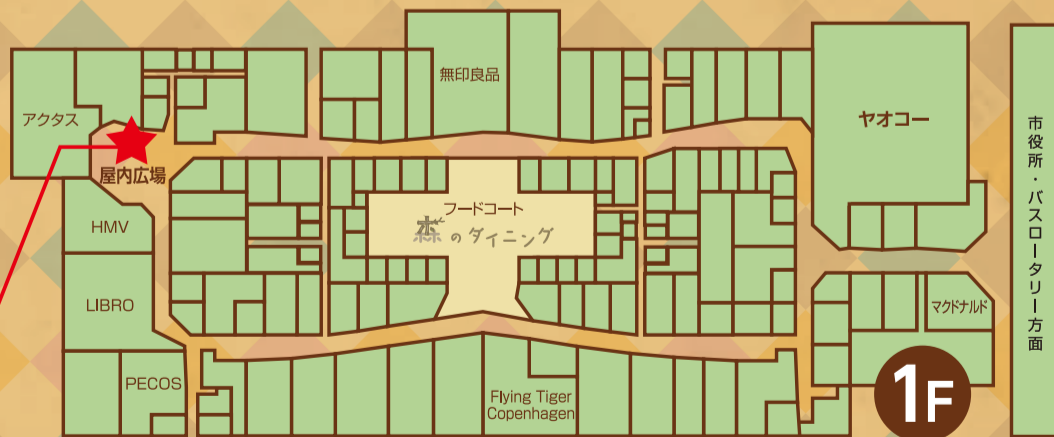 無印良品
アクタス
ヤオコー
屋内広場
フードコート
森のダイニング
HMV
LIBRO
マクドナルド
PECOS
Flying Tiger
Copenhagen
1F
市役所・バスロータリー方面